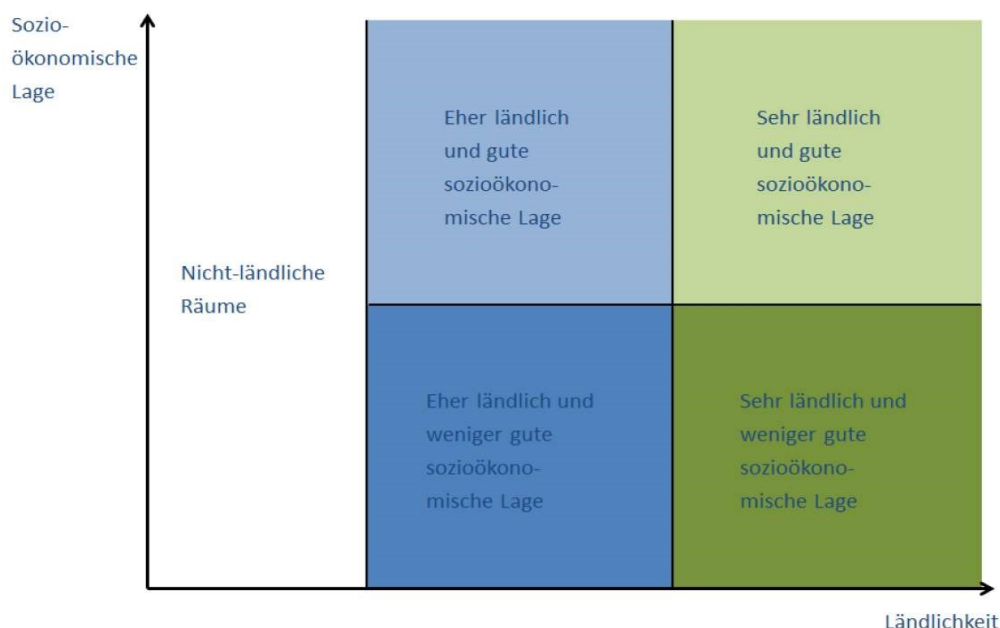 Sozio-
ökonomische
Lage
Eher ländlich
und gute
sozioökono-
mische Lage
Sehr ländlich
und gute
sozioökono-
mische Lage
Nicht-ländliche
Räume
Eher ländlich und
weniger gute
sozioökono-
mische Lage
Sehr ländlich und
weniger gute
sozioökono-
mische Lage
Ländlichkeit